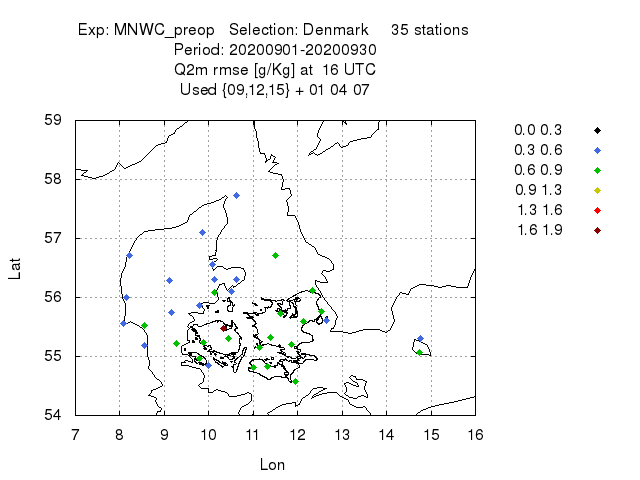 Exp: MNWC_preop Selection: Denmark 35 stations
Period: 20200901-20200930
Q2m rmse [g/Kg] at 16 UTC
Used {09,12,15} + 01 04 07
59
58
57
56
55
54
Lat
7 8 9 10 11 12 13 14 15 16
Lon
0.0 0.3
0.3 0.6
0.6 0.9
0.9 1.3
1.3 1.6
1.6 1.9